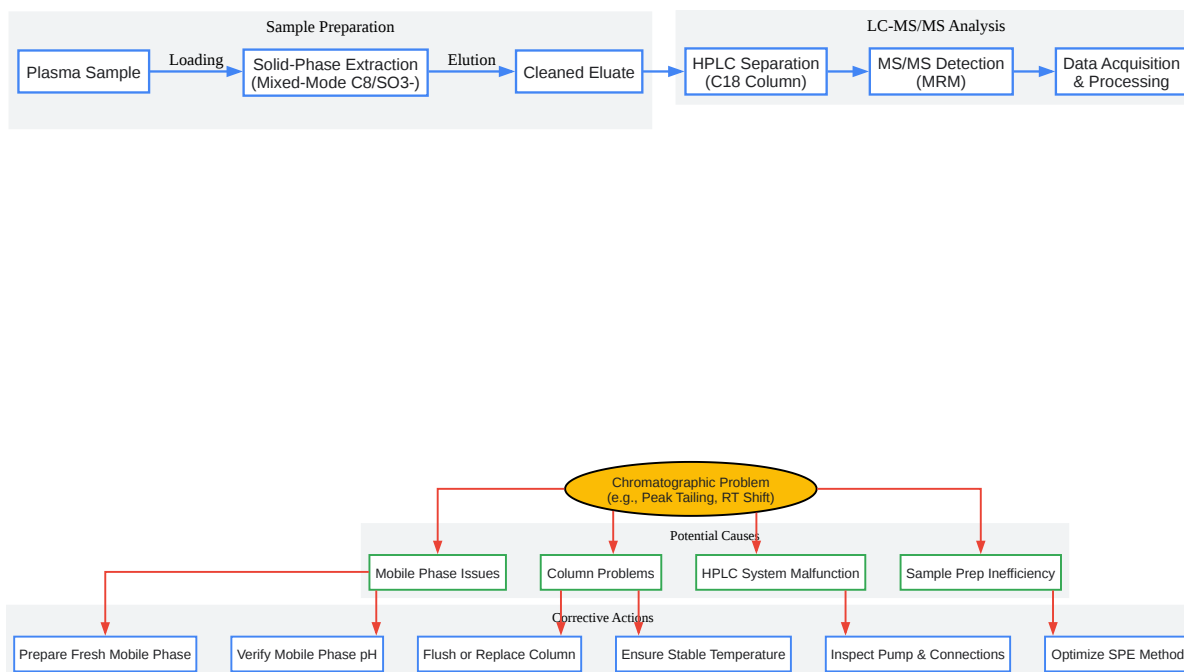 Sample Preparation
LC-MS/MS Analysis
Plasma Sample
Loading
Solid-Phase Extraction
(Mixed-Mode C8/SO3-)
Elution
Cleaned Eluate
HPLC Separation
(C18 Column)
MS/MS Detection
(MRM)
Data Acquisition
& Processing
Chromatographic Problem
(e.g., Peak Tailing, RT Shift)
Potential Causes
Mobile Phase Issues
Column Problems
HPLC System Malfunction
Sample Prep Inefficiency
Corrective Actions
Prepare Fresh Mobile Phase
Verify Mobile Phase pH
Flush or Replace Column
Ensure Stable Temperature
Inspect Pump & Connections
Optimize SPE Method